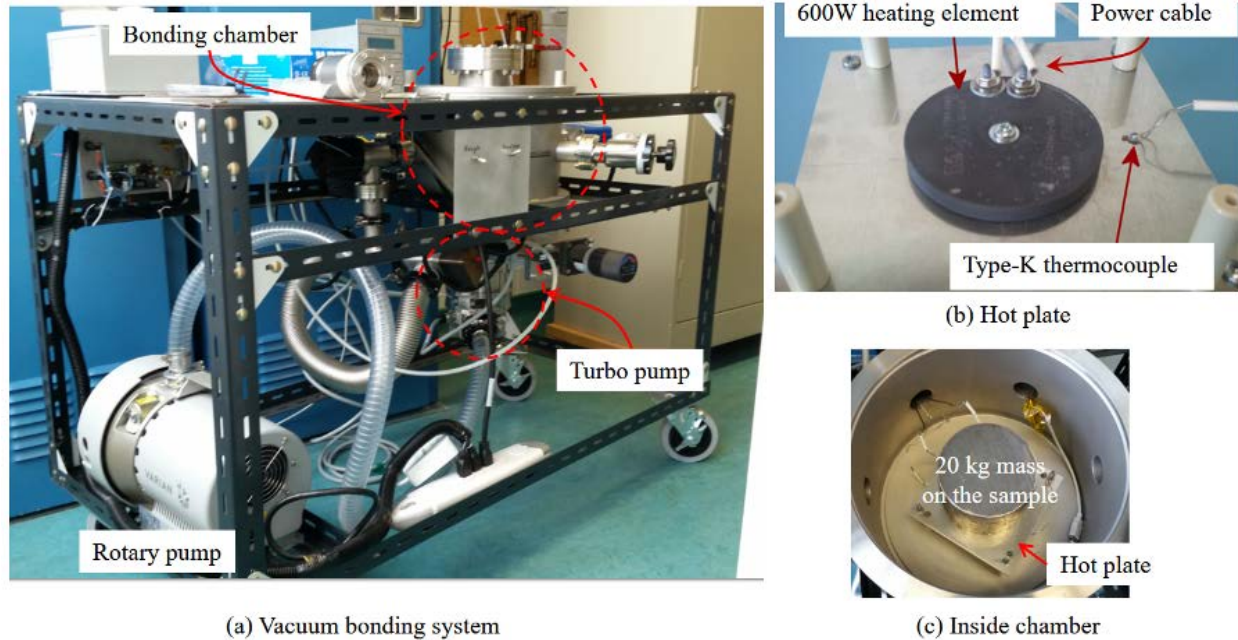 Bonding chamber
Turbo pump
VARIAN
Rotary pump
(a) Vacuum bonding system
600W heating element
Power cable
Type-K thermocouple
(b) Hot plate
20 kg mass
on the sample
Hot plate
(c) Inside chamber